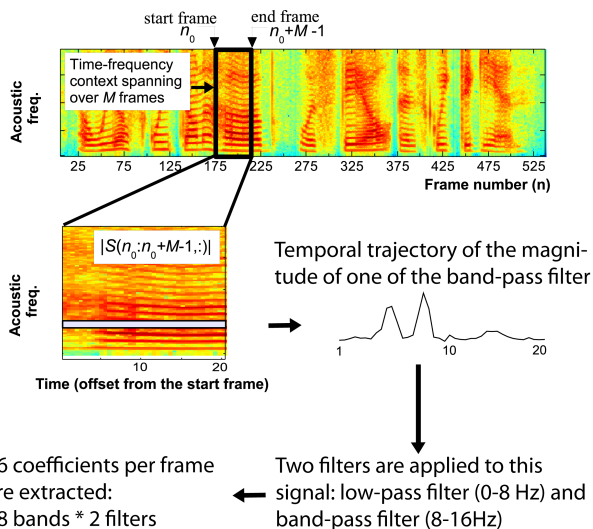 start frame
n0
end frame
n0+M -1
Time-frequency
context spanning
over M frames
Acoustic
freq.
25 75 125 175 225 275 325 375 425 475 535
Frame number (n)
|S(n0:n0+M-1,:)|
Acoustic
freq.
10 20
Time (offset from the start frame)
Temporal trajectory of the magni-
tude of one of the band-pass filter
1 10 20
Two filters are applied to this
signal: low-pass filter (0-8 Hz) and
band-pass filter (8-16Hz)
6 coefficients per frame
re extracted:
8 bands * 2 filters